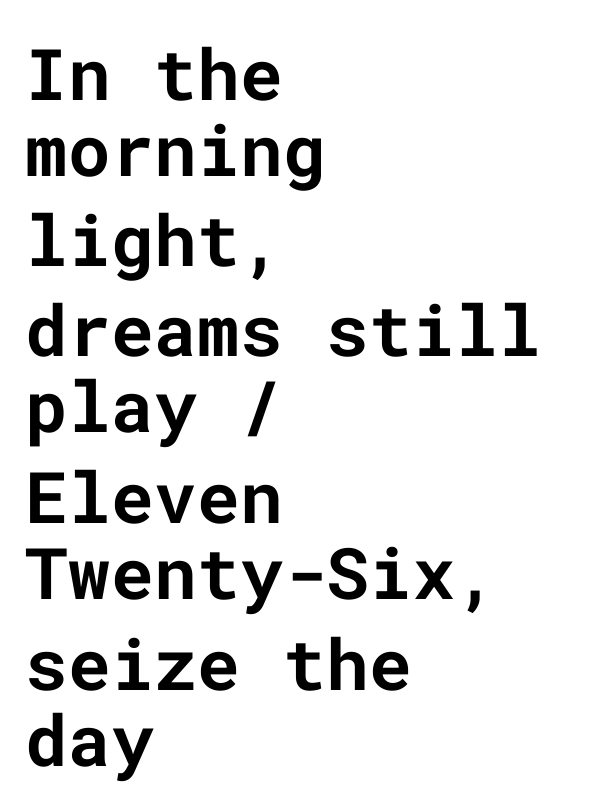 In the
morning
light,
dreams still
play /
Eleven
Twenty-Six,
seize the
day